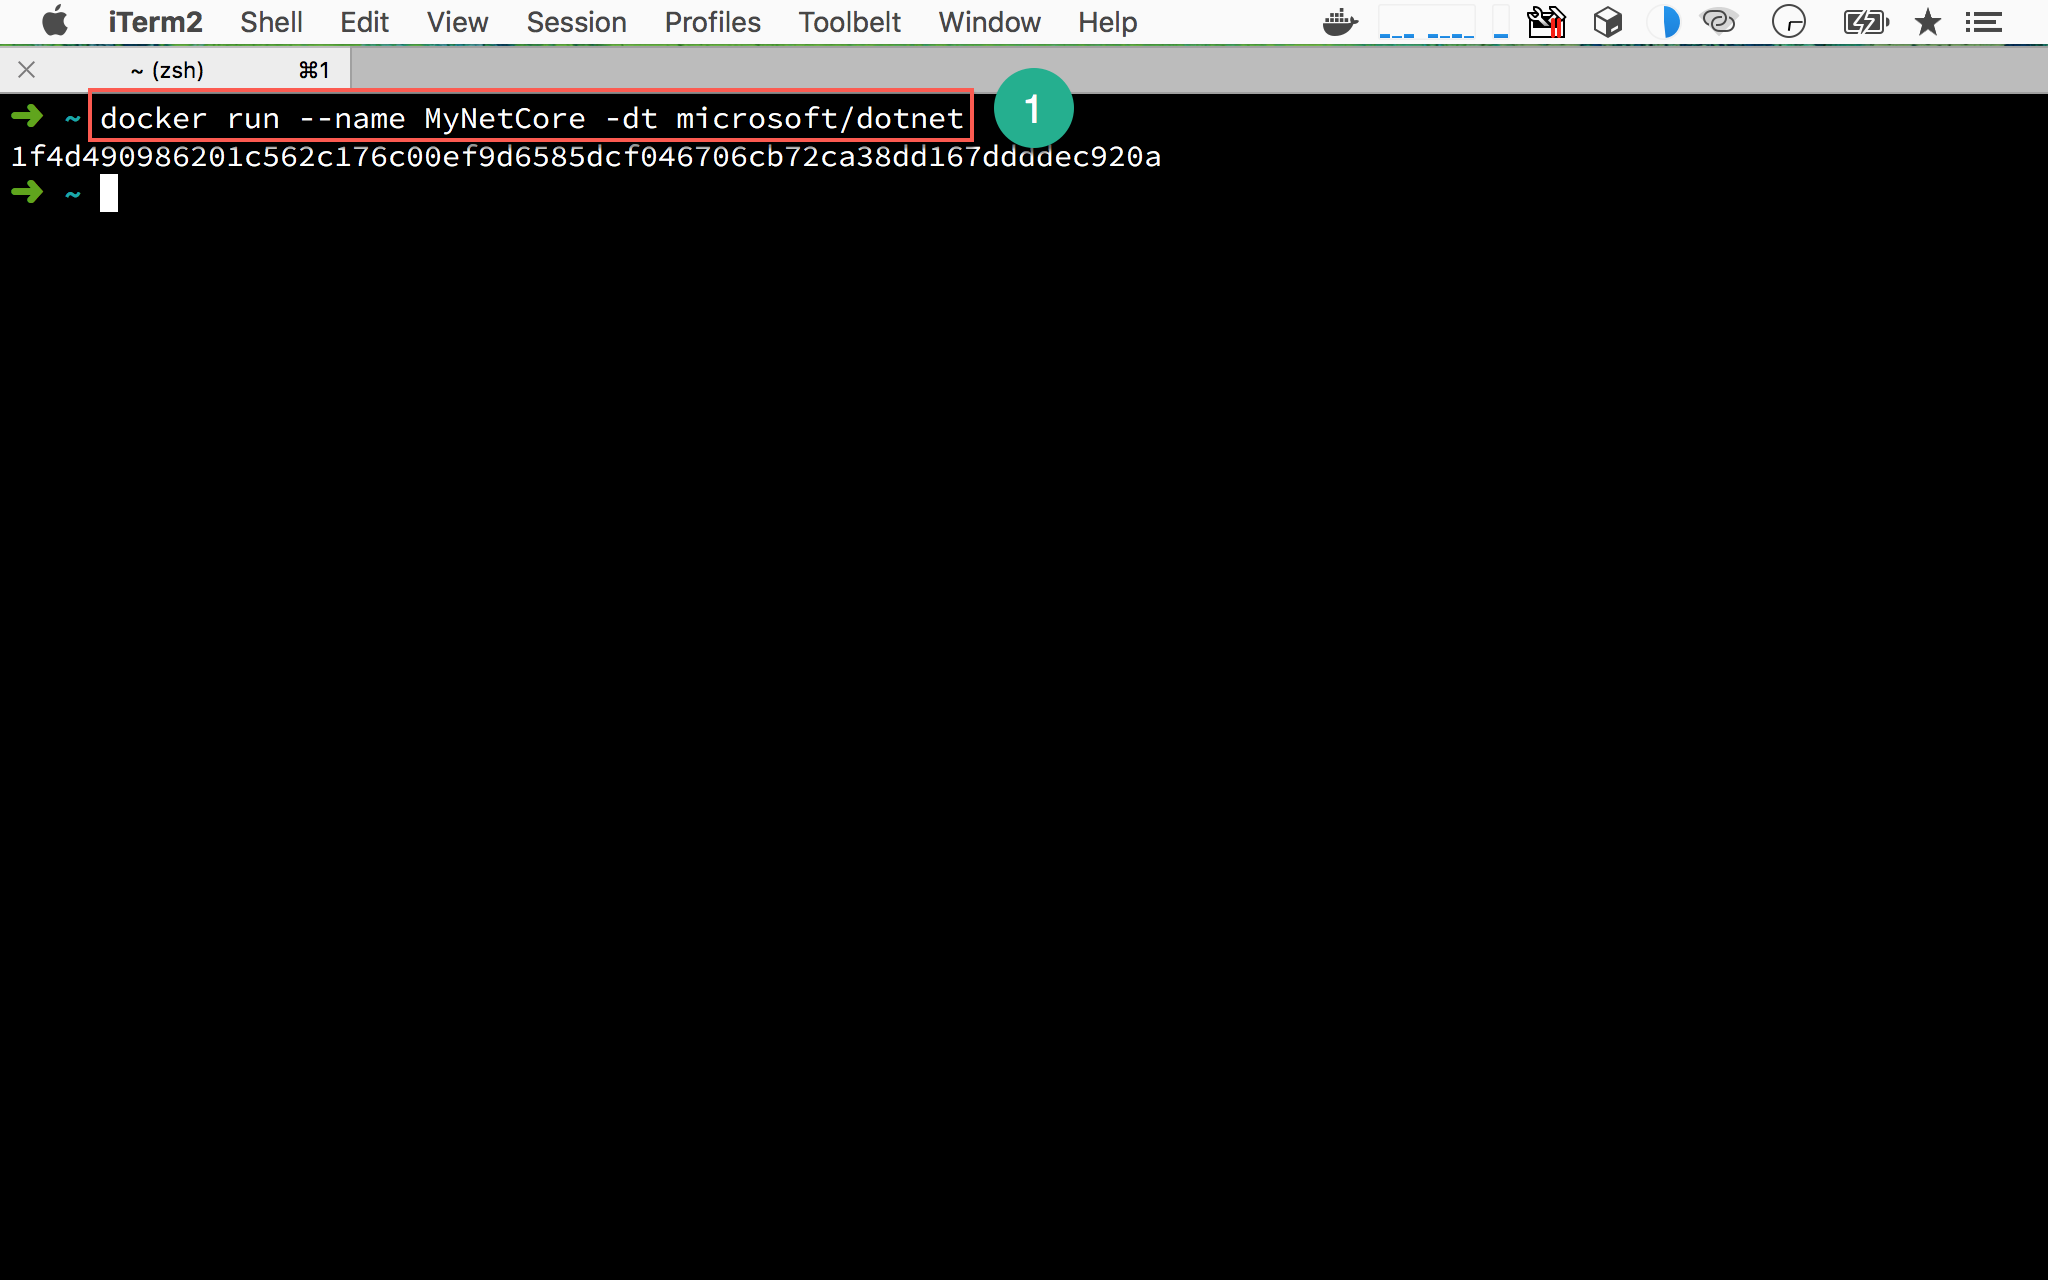 iTerm2 Shell Edit View Session Profiles Toolbelt Window Help
~ (zsh) ⌘1
➜ ~ docker run --name MyNetCore -dt microsoft/dotnet
1
1f4d490986201c562c176c00ef9d6585dcf046706cb72ca38dd167ddddec920a
➜ ~